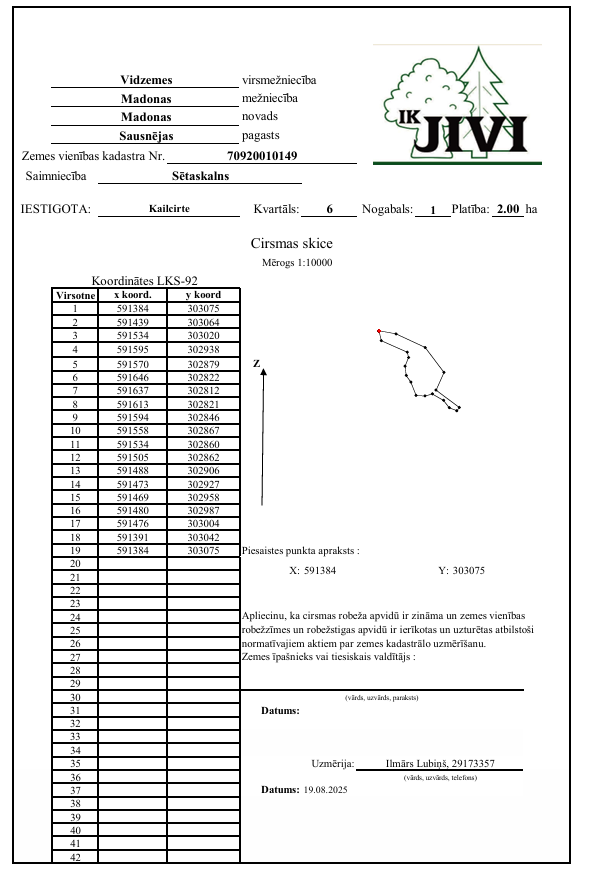 Vidzemes virsmežniecība
Madonas mežniecība
Madonas novads
Sausnējas pagasts
Zemes vienības kadastra Nr. 70920010149
Saimniecība Sētaskalns
IK JIVI
IESTIGOTA: Kailcirte Kvartāls: 6 Nogabals: 1 Platība: 2.00 ha
Cirsmas skice
Mērogs 1:10000
Koordinātes LKS-92
Virsotne x koord. y koord
1 591384 303075
2 591439 303064
3 591534 303020
4 591595 302938
5 591570 302879
6 591646 302822
7 591637 302812
8 591613 302821
9 591594 302846
10 591558 302867
11 591534 302860
12 591505 302862
13 591488 302906
14 591473 302927
15 591469 302958
16 591480 302987
17 591476 303004
18 591391 303042
19 591384 303075
20
21
22
23
24
25
26
27
28
29
30
31
32
33
34
35
36
37
38
39
40
41
42
Z
Piesaistes punkta apraksts :
X: 591384 Y: 303075
Apliecinu, ka cirsmas robeža apvidū ir zināma un zemes vienības
robežzīmes un robežstigas apvidū ir ierīkotas un uzturētas atbilstoši
normatīvajiem aktiem par zemes kadastrālo uzmērīšanu.
Zemes īpašnieks vai tiesiskais valdītājs :
(vārds, uzvārds, paraksts)
Datums:
Uzmērija: Ilmārs Lubiņš, 29173357
(vārds, uzvārds, telefons)
Datums: 19.08.2025